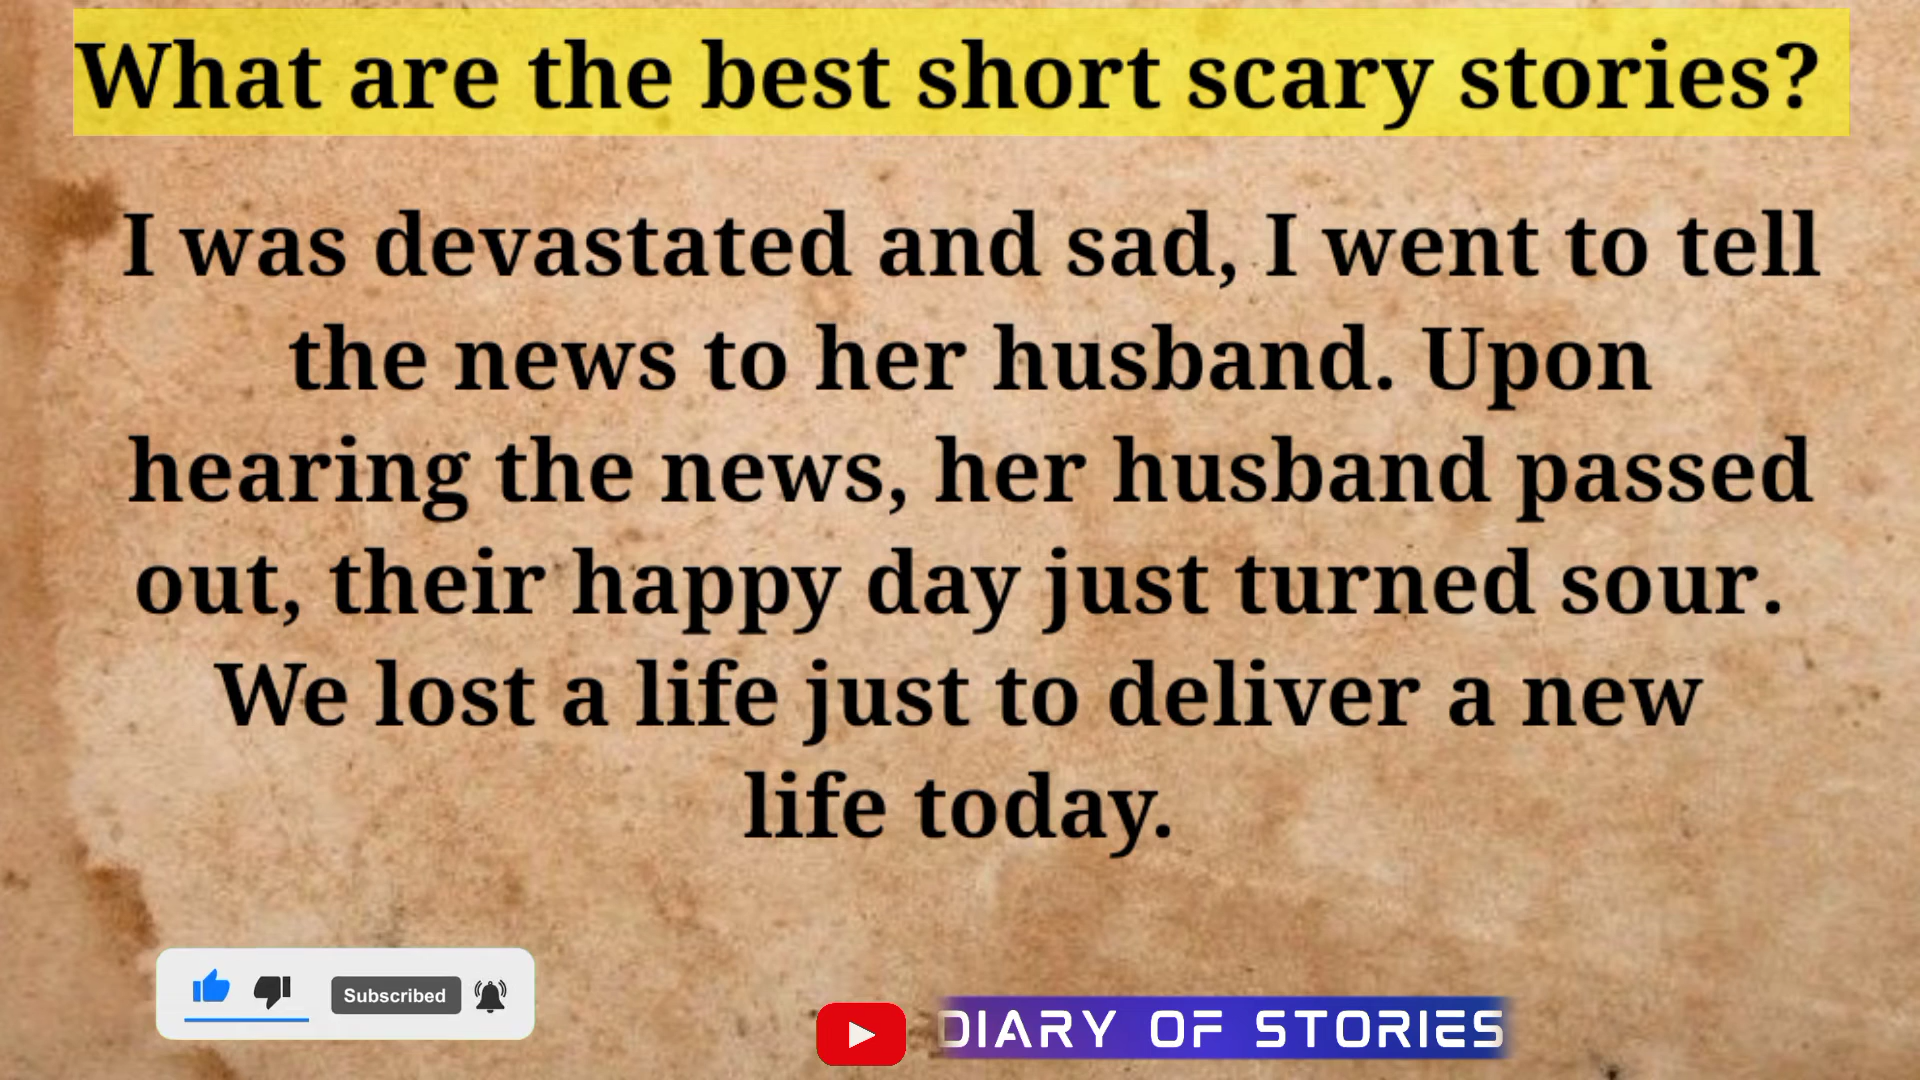 What are the best short scary stories?
I was devastated and sad, I went to tell
the news to her husband. Upon
hearing the news, her husband passed
out, their happy day just turned sour.
We lost a life just to deliver a new
life today.
Subscribed
DIARY OF STORIES